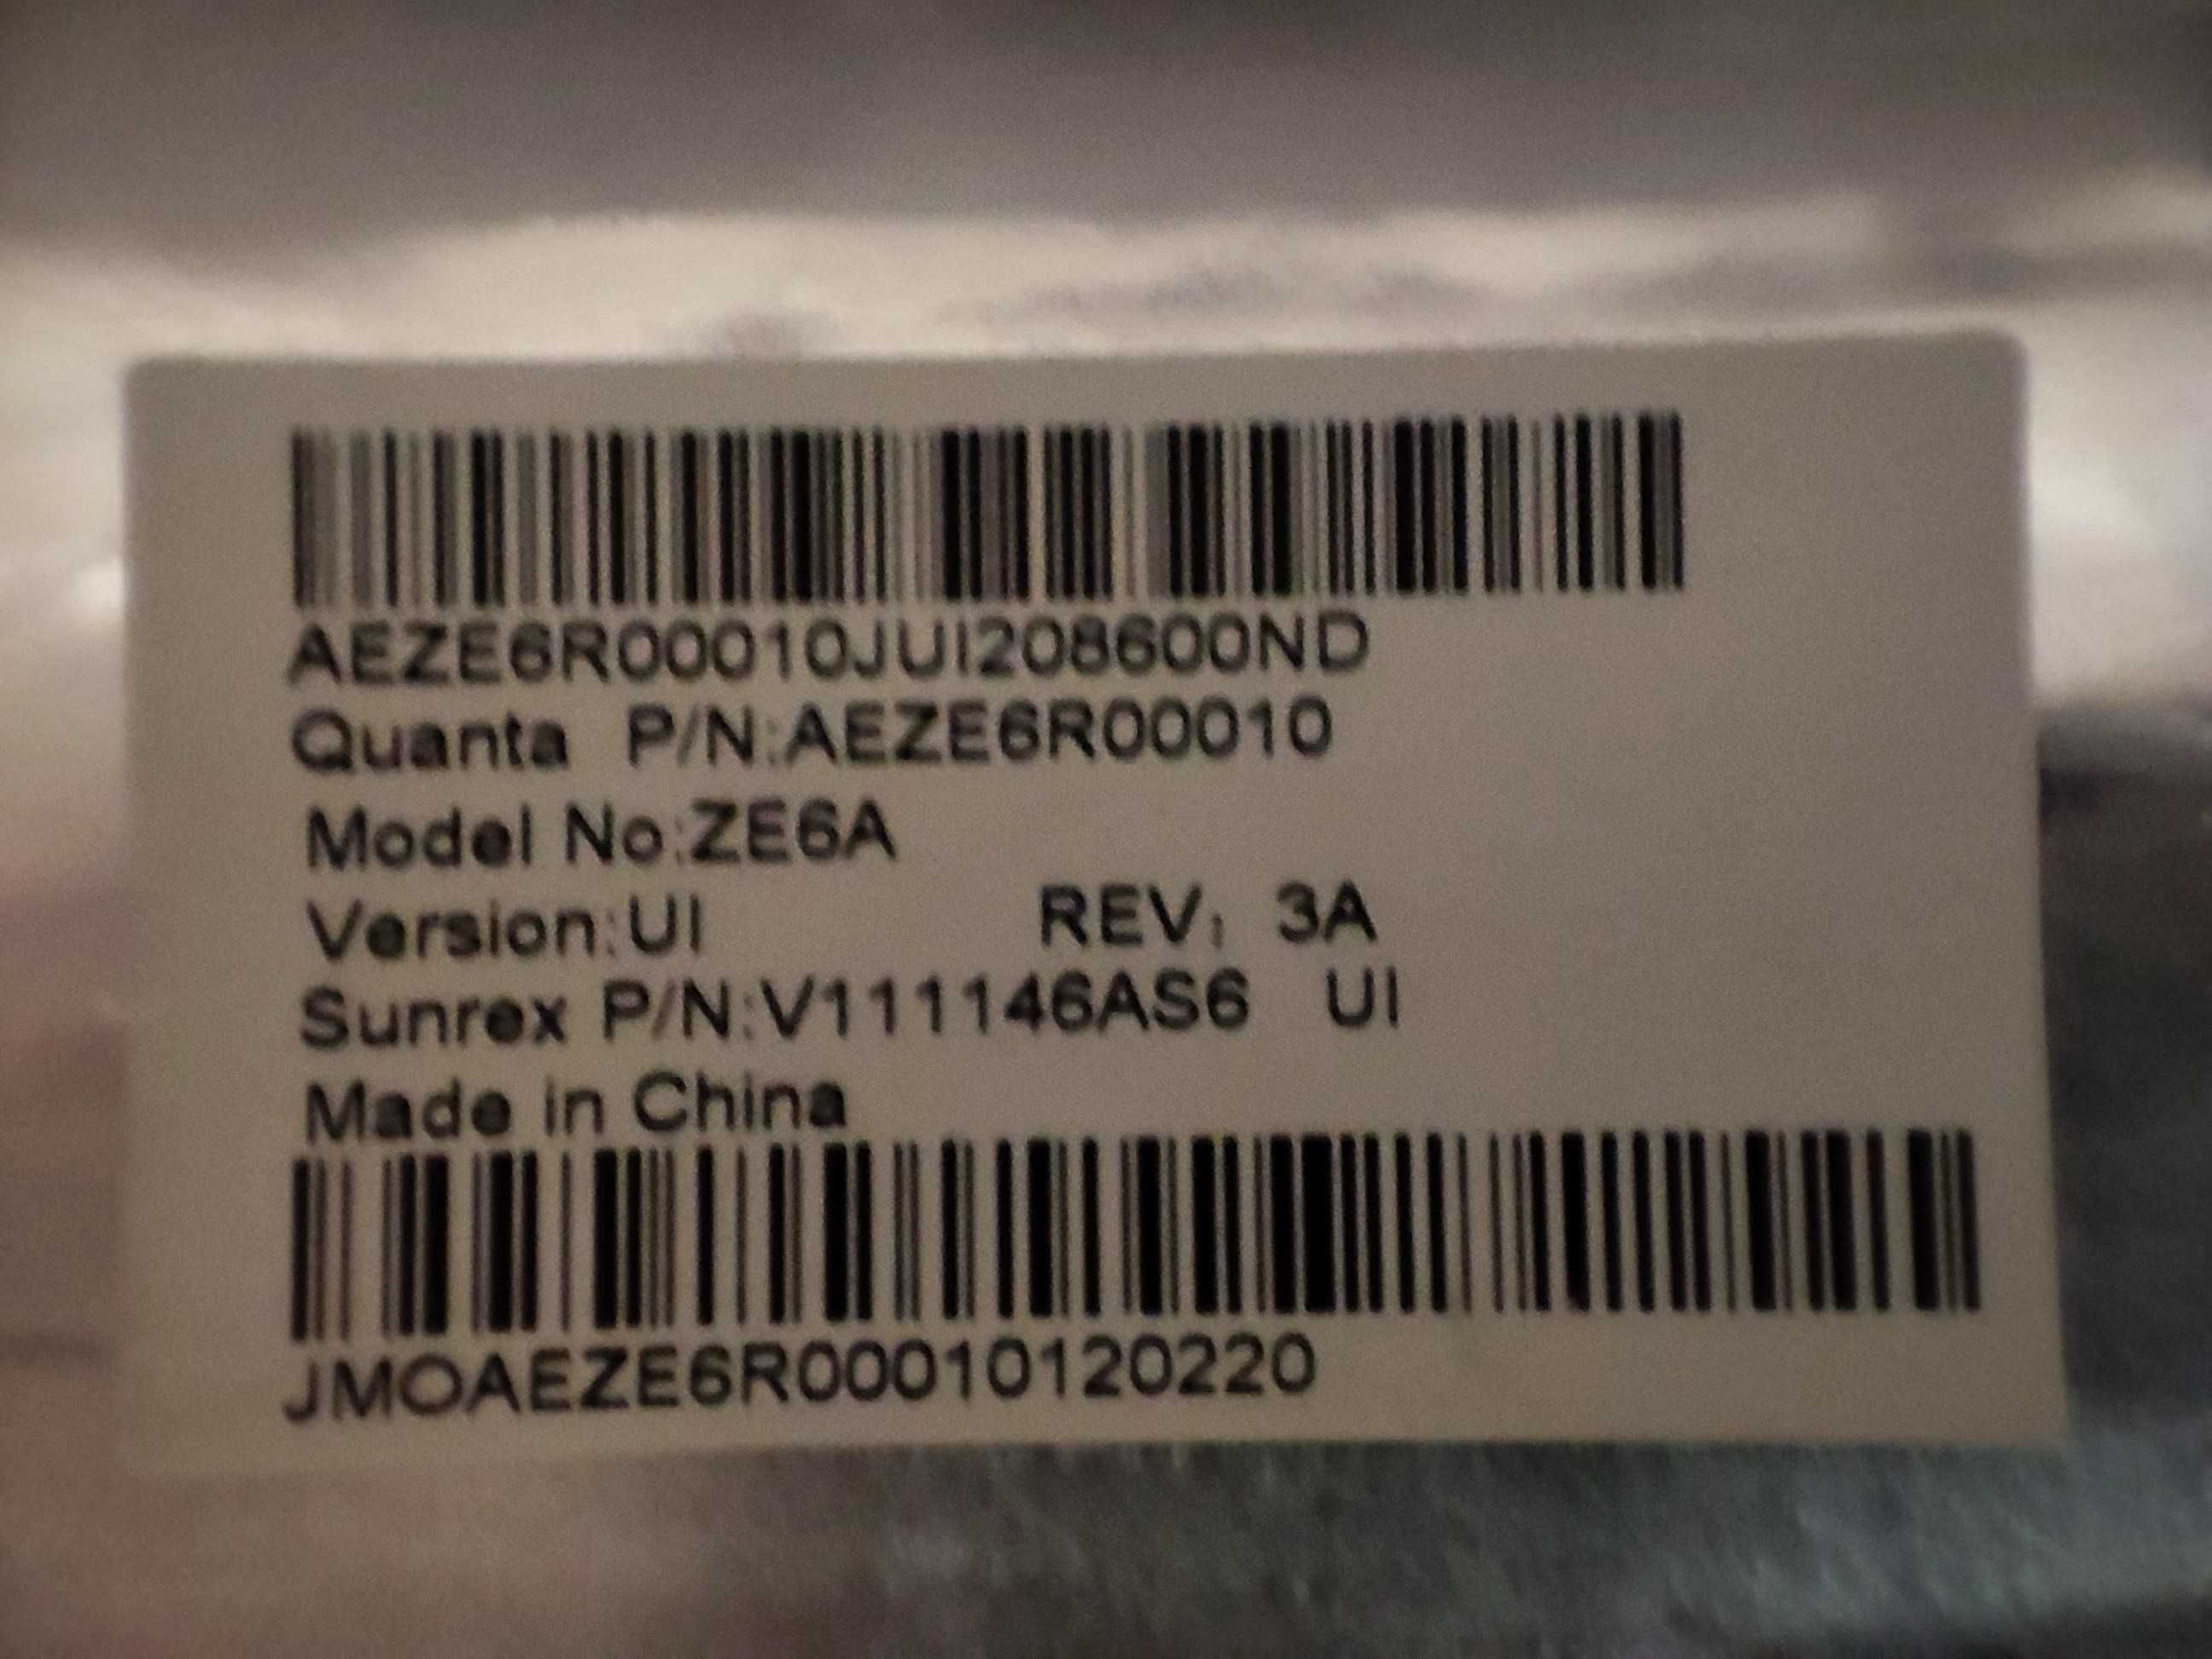 AEZE6R00010JUI208600ND
Quanta P/N:AEZE6R00010
Model No:ZE6A
Version:UI REV: 3A
Sunrex P/N:V111146AS6 UI
Made in China
JMOAEZE6R00010120220